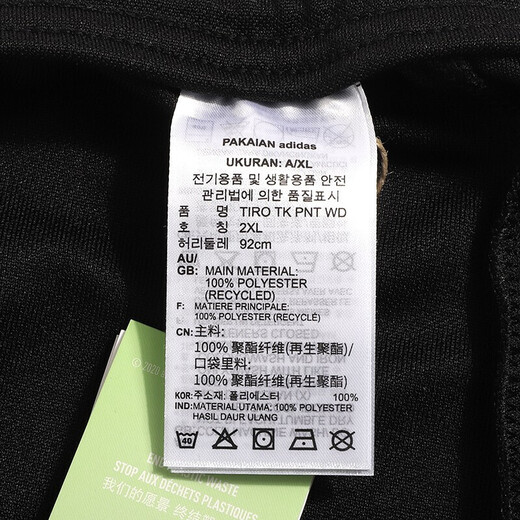 PAKAIAN adidas
UKURAN: A/XL
전기용품 및 생활용품 안전
관리법에 의한 품질표시
품 명 TIRO TK PNT WD
호 칭 2XL
허리둘레 92cm
AU/
GB: MAIN MATERIAL:
100% POLYESTER
(RECYCLED)
F: MATIERE PRINCIPALE:
100% POLYESTER (RECYCLÉ)
CN: 主料:
100% 聚酯纤维(再生聚酯)/
口袋里料:
100% 聚酯纤维(再生聚酯)
KOR: 주소재: 폴리에스터 100%
IND: MATERIAL UTAMA: 100% POLYESTER
HASIL DAUR ULANG
40
© 2020
WASTE
STOP AUX DÉCHETS PLASTIQUES
我们的愿景 终结塑